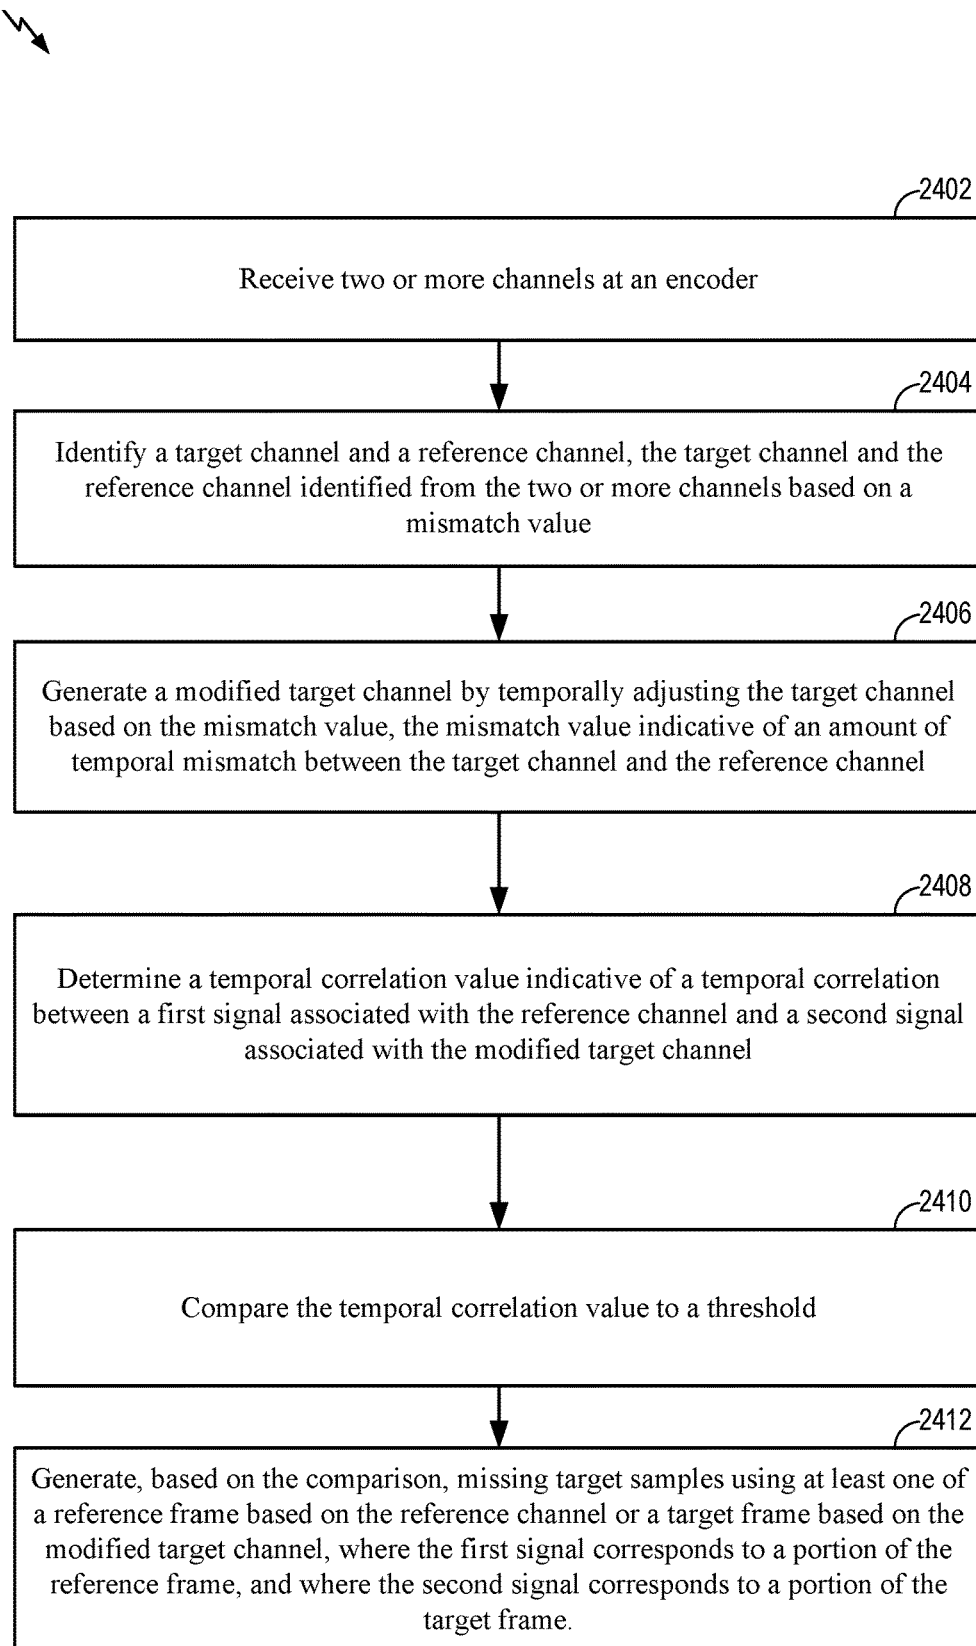 2402
Receive two or more channels at an encoder
2404
Identify a target channel and a reference channel, the target channel and the
reference channel identified from the two or more channels based on a
mismatch value
2406
Generate a modified target channel by temporally adjusting the target channel
based on the mismatch value, the mismatch value indicative of an amount of
temporal mismatch between the target channel and the reference channel
2408
Determine a temporal correlation value indicative of a temporal correlation
between a first signal associated with the reference channel and a second signal
associated with the modified target channel
2410
Compare the temporal correlation value to a threshold
2412
Generate, based on the comparison, missing target samples using at least one of
a reference frame based on the reference channel or a target frame based on the
modified target channel, where the first signal corresponds to a portion of the
reference frame, and where the second signal corresponds to a portion of the
target frame.